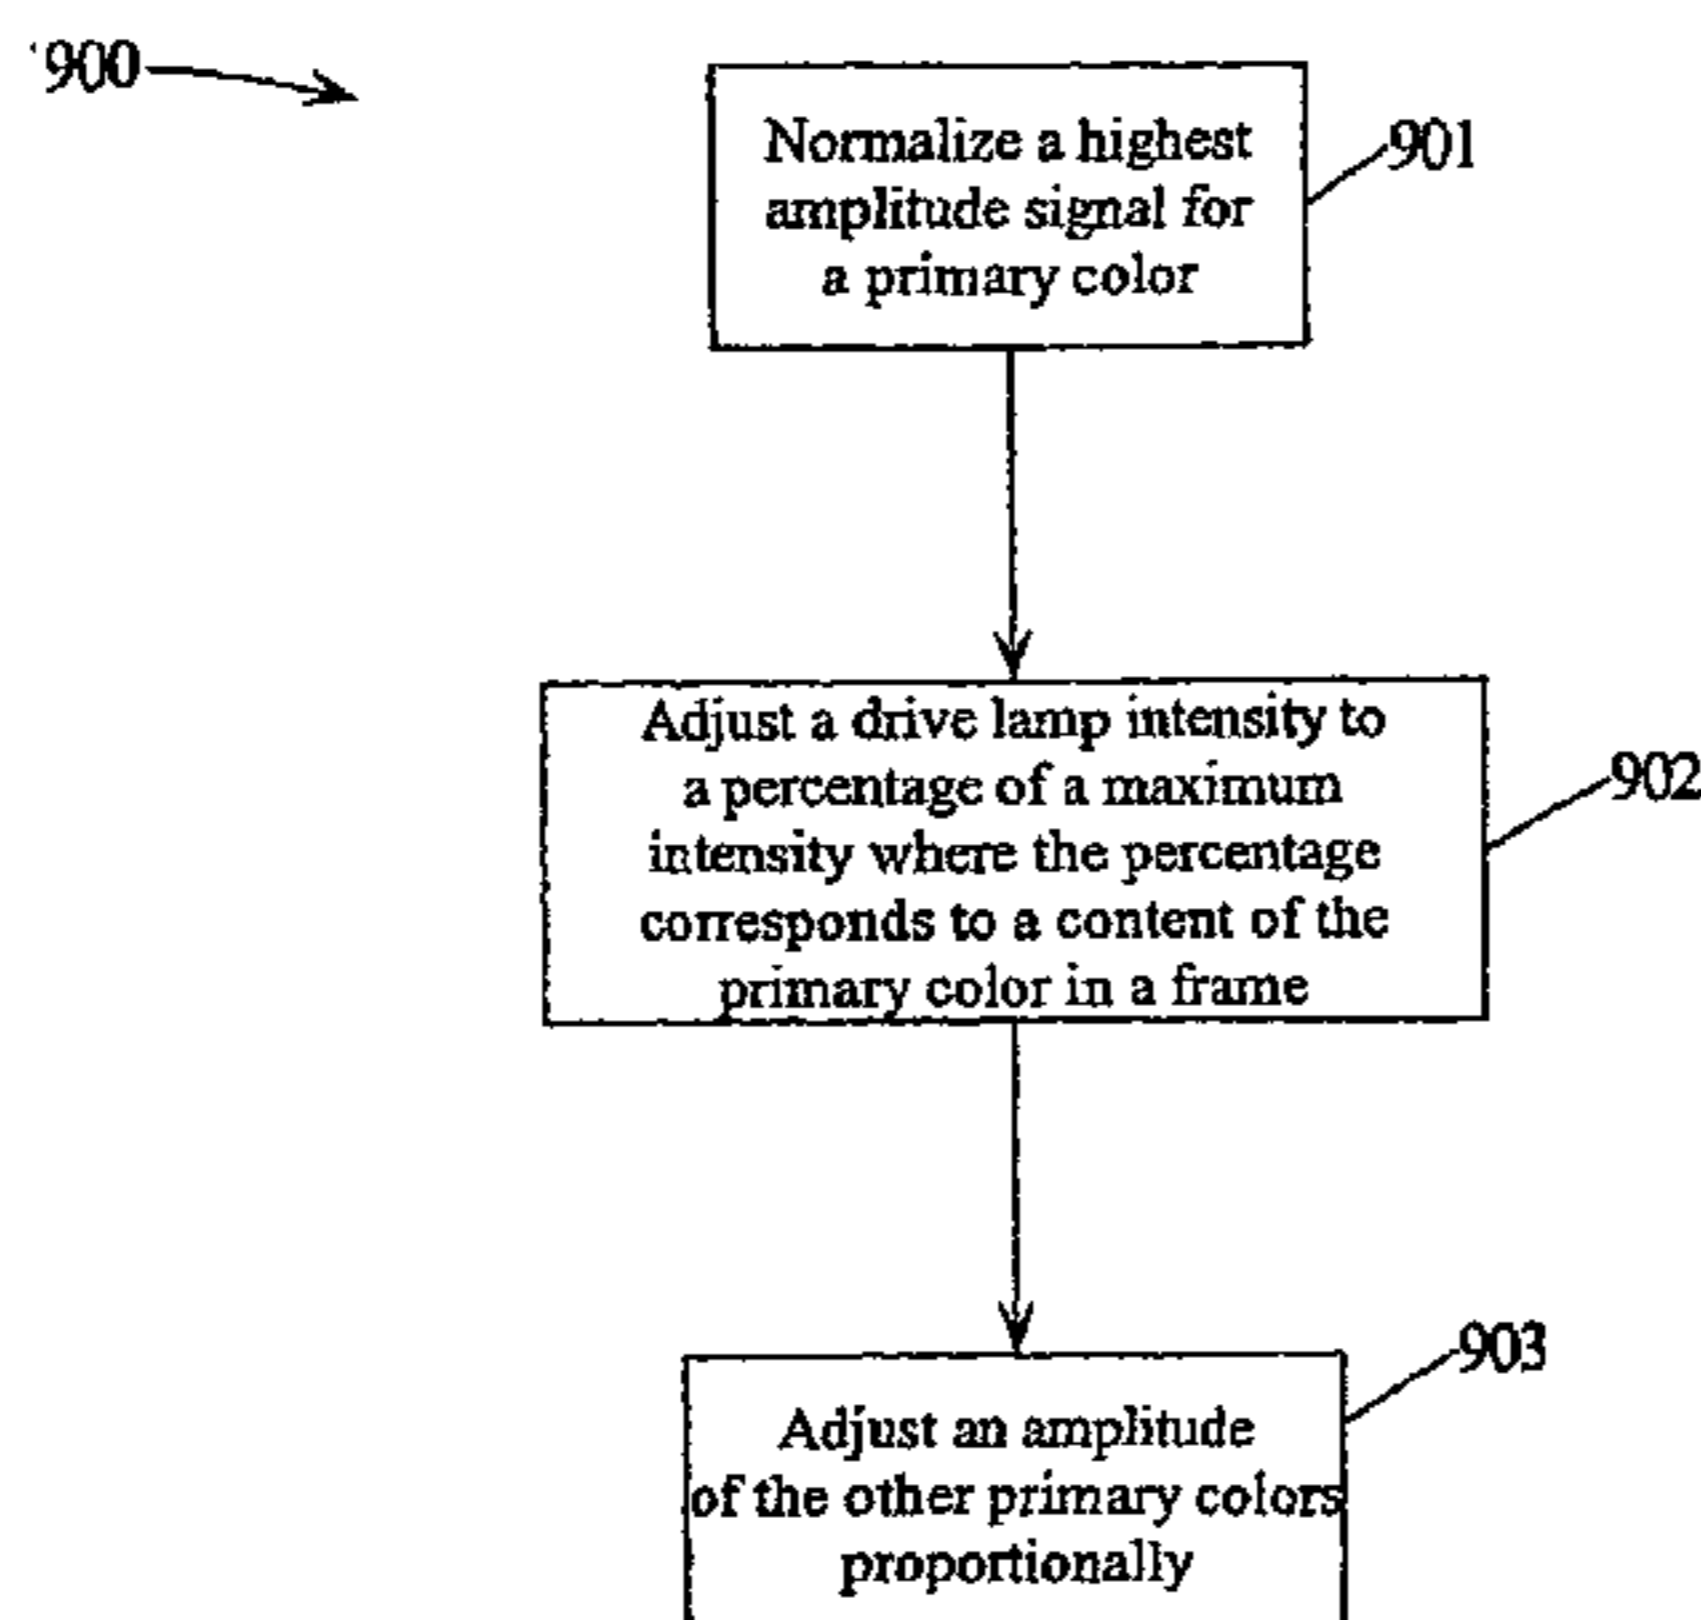 900
Normalize a highest
amplitude signal for
a primary color
901
Adjust a drive lamp intensity to
a percentage of a maximum
intensity where the percentage
corresponds to a content of the
primary color in a frame
902
903
Adjust an amplitude
of the other primary colors
proportionally